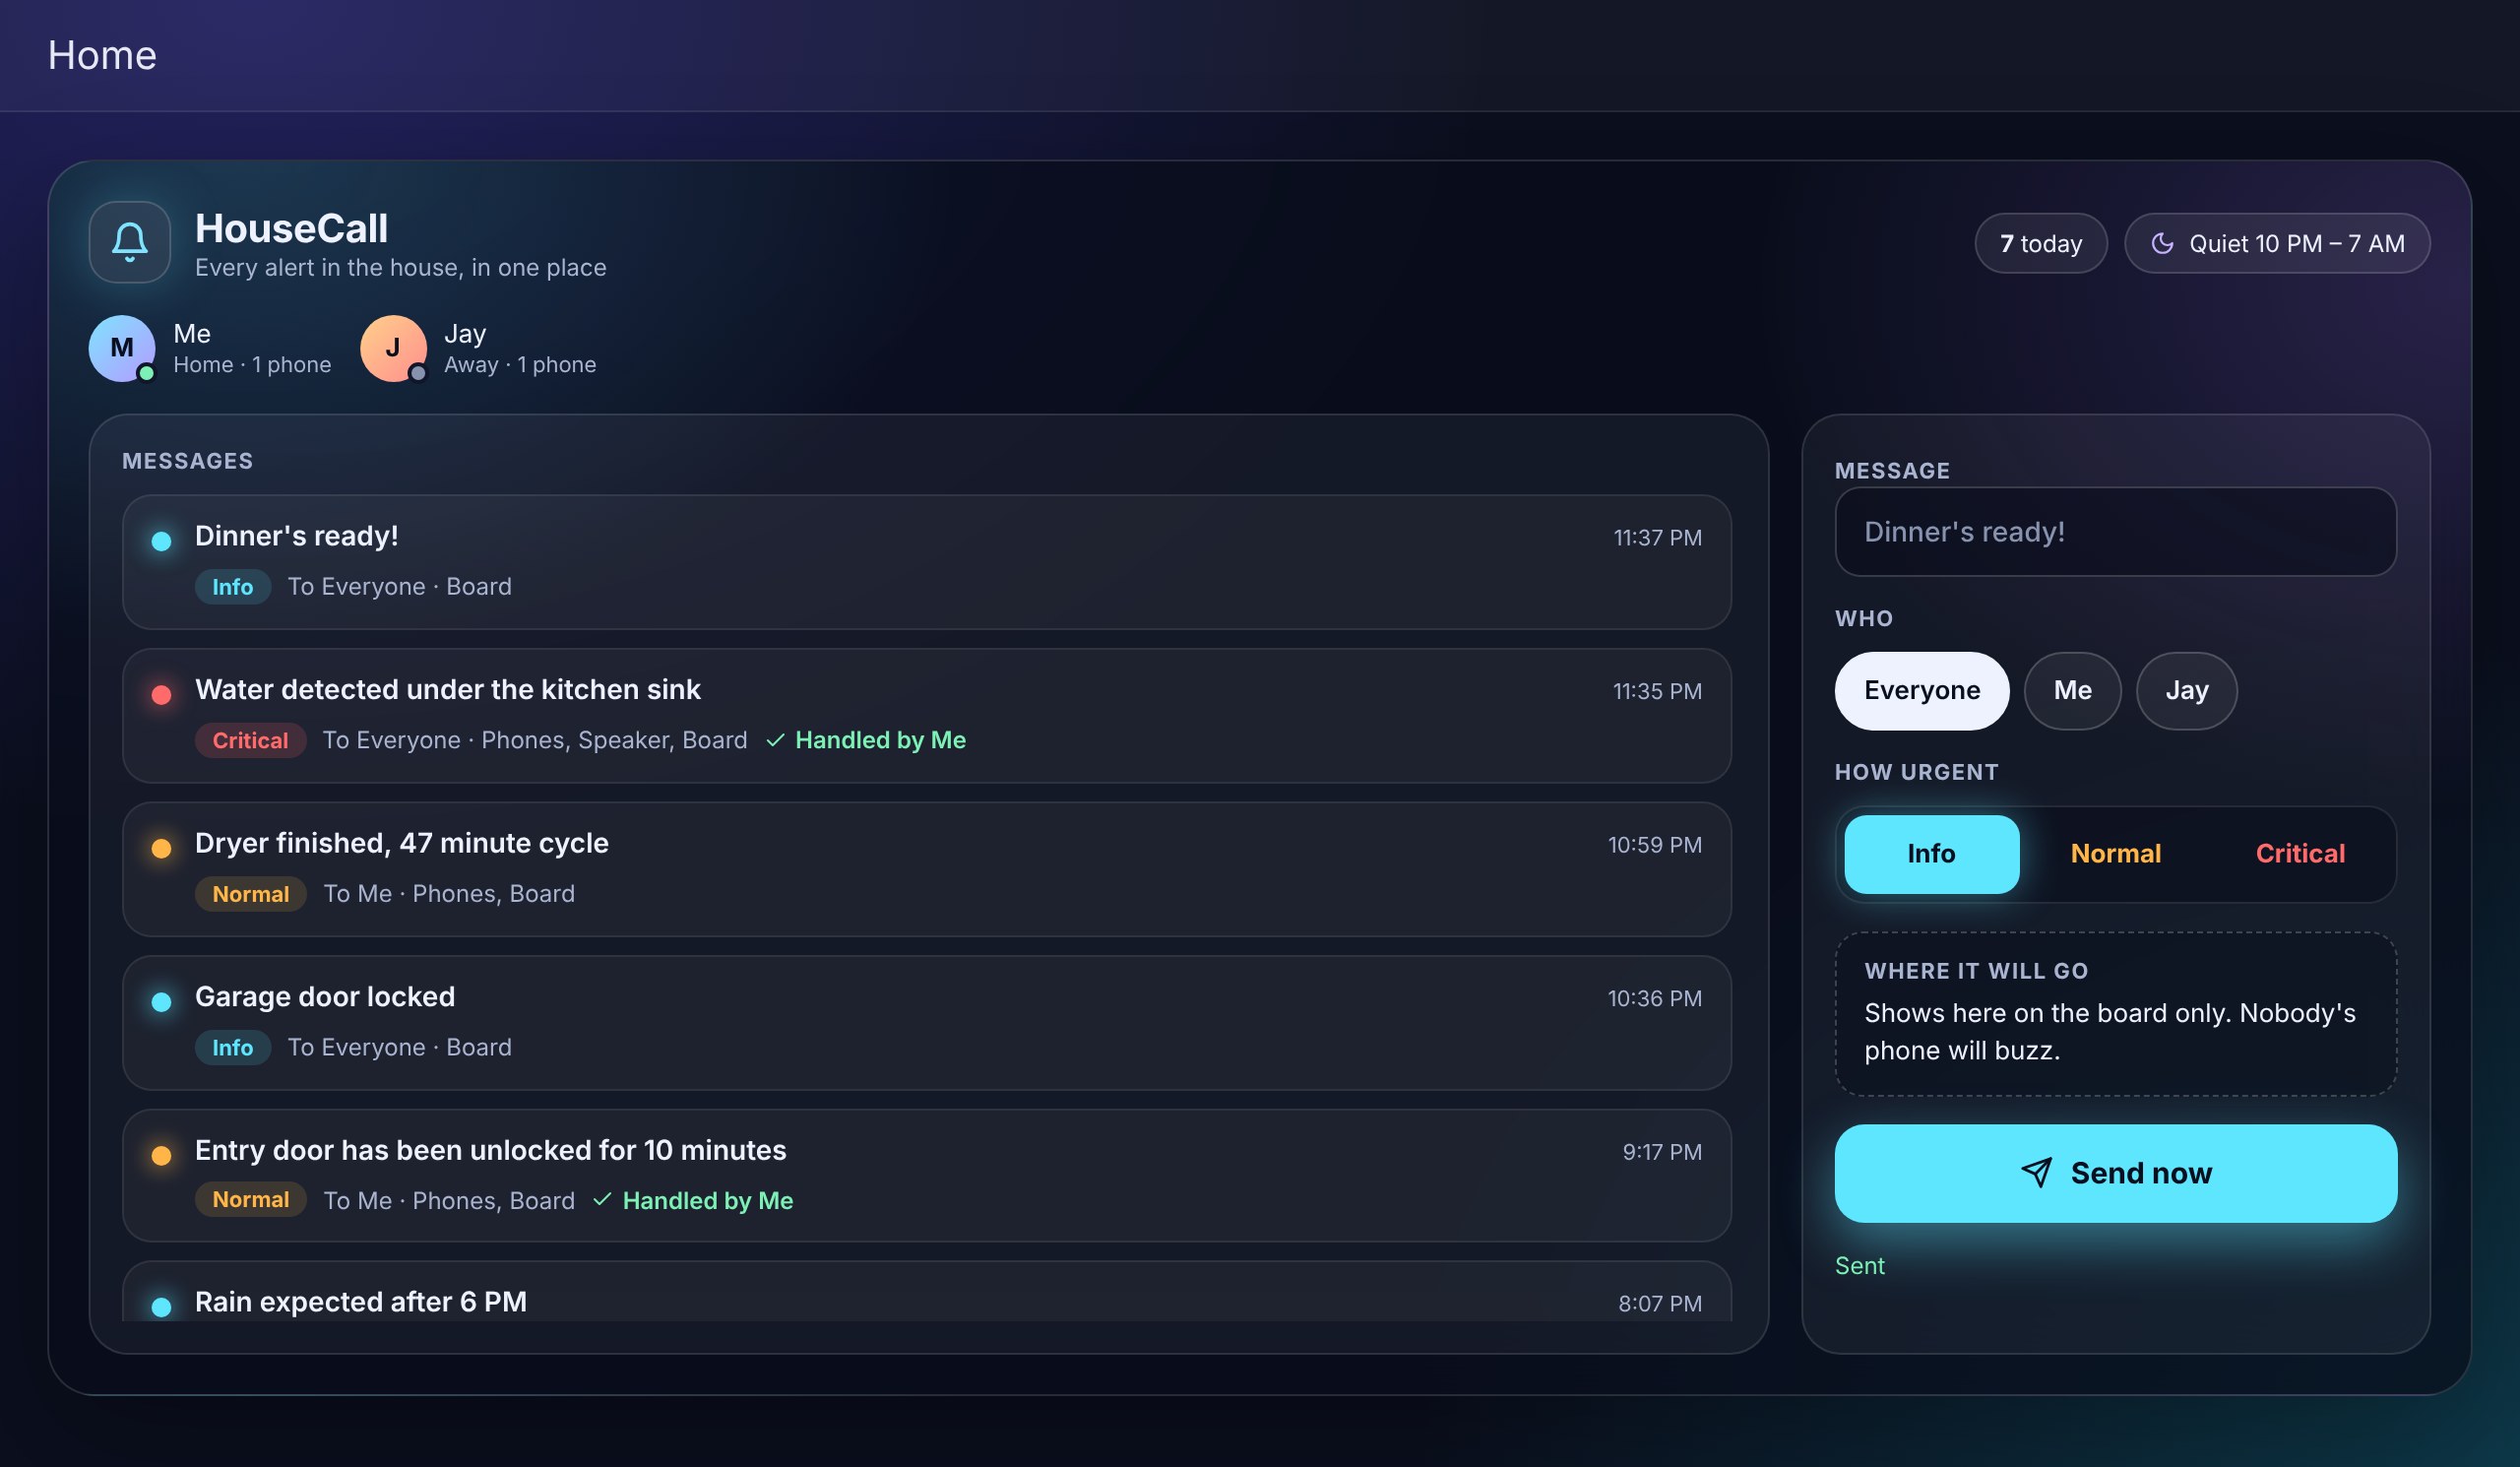 Home
HouseCall
Every alert in the house, in one place
7 today
Quiet 10 PM – 7 AM
M
Me
Home · 1 phone
J
Jay
Away · 1 phone
MESSAGES
Dinner's ready!
11:37 PM
Info To Everyone · Board
Water detected under the kitchen sink
11:35 PM
Critical To Everyone · Phones, Speaker, Board Handled by Me
Dryer finished, 47 minute cycle
10:59 PM
Normal To Me · Phones, Board
Garage door locked
10:36 PM
Info To Everyone · Board
Entry door has been unlocked for 10 minutes
9:17 PM
Normal To Me · Phones, Board Handled by Me
Rain expected after 6 PM
8:07 PM
MESSAGE
Dinner's ready!
WHO
Everyone Me Jay
HOW URGENT
Info Normal Critical
WHERE IT WILL GO
Shows here on the board only. Nobody's
phone will buzz.
Send now
Sent